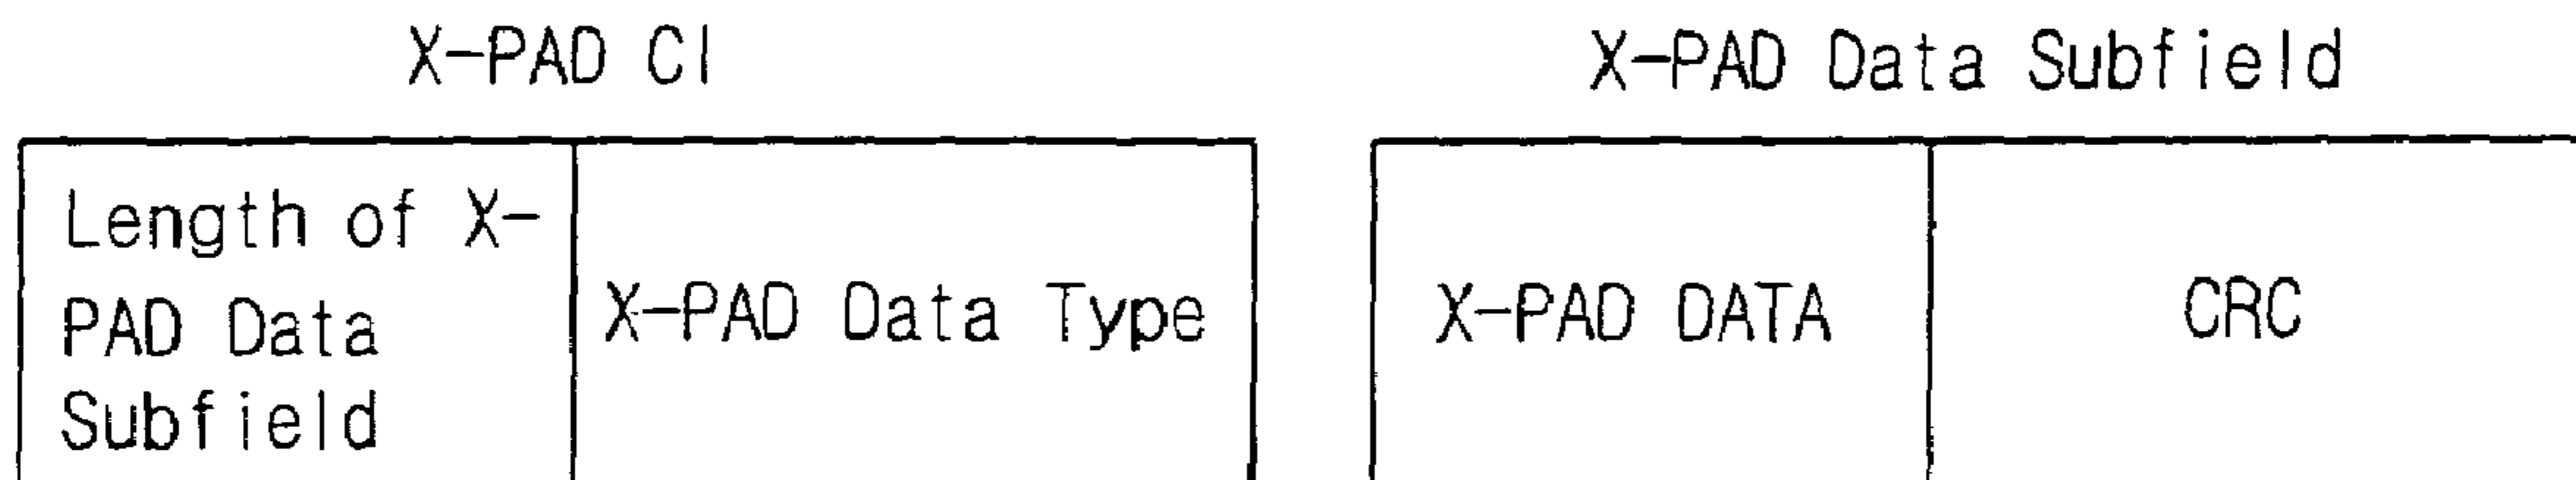 X-PAD CI
X-PAD Data Subfield
Length of X-
PAD Data
Subfield
X-PAD Data Type
X-PAD DATA
CRC